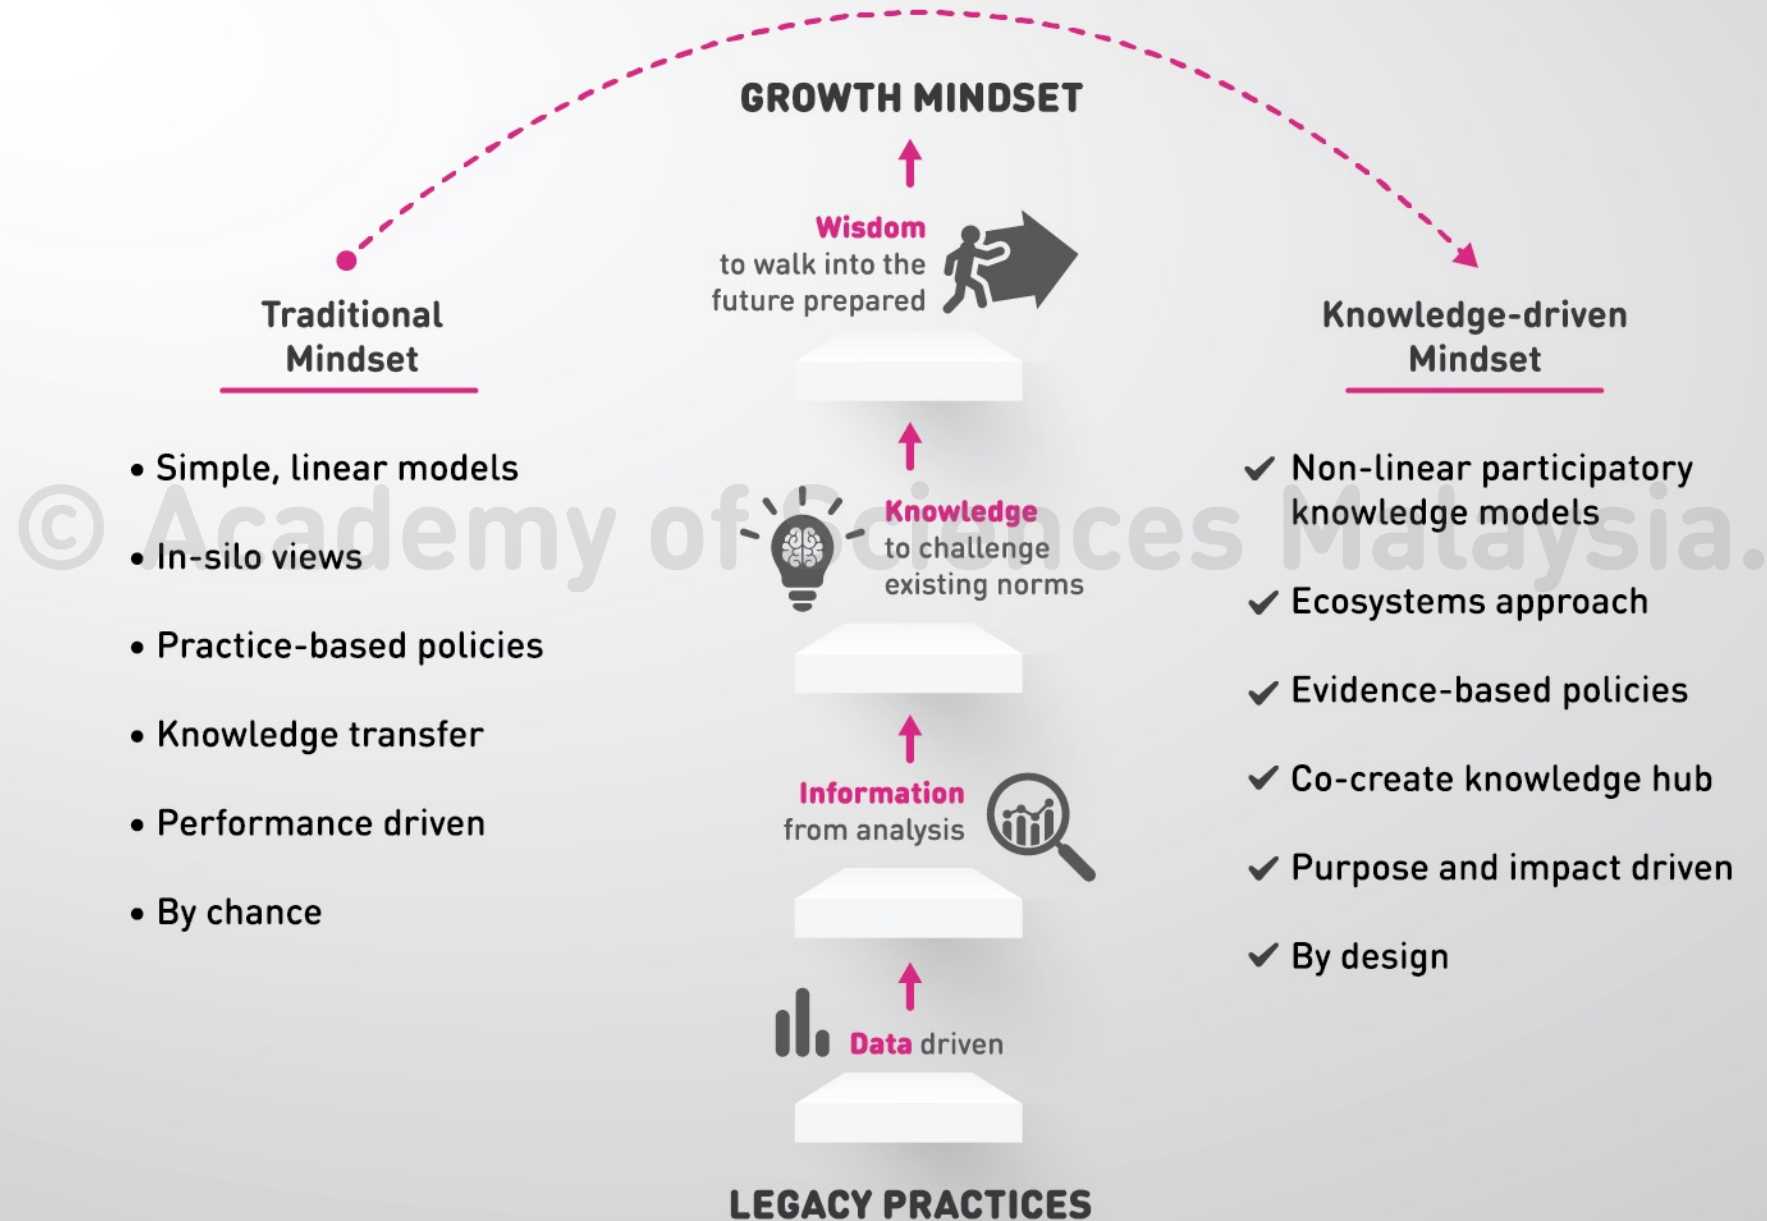 GROWTH MINDSET
Wisdom
to walk into the
future prepared
Traditional
Mindset
• Simple, linear models
• In-silo views
• Practice-based policies
• Knowledge transfer
• Performance driven
• By chance
Knowledge
to challenge
existing norms
Information
from analysis
Data driven
LEGACY PRACTICES
Knowledge-driven
Mindset
✓ Non-linear participatory
knowledge models
✓ Ecosystems approach
✓ Evidence-based policies
✓ Co-create knowledge hub
✓ Purpose and impact driven
✓ By design
© Academy of Sciences Malaysia.